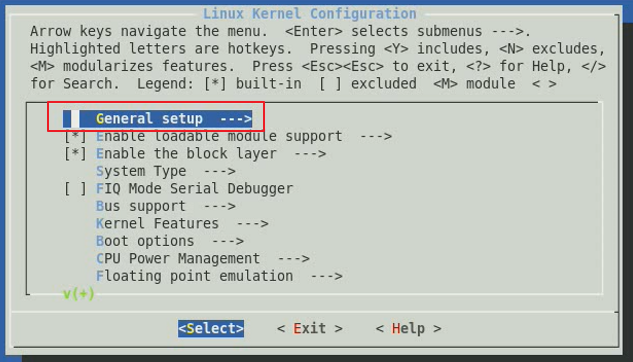 Linux Kernel Configuration
Arrow keys navigate the menu.  <Enter> selects submenus --->.
Highlighted letters are hotkeys.  Pressing <Y> includes, <N> excludes,
<M> modularizes features.  Press <Esc><Esc> to exit, <?> for Help, </>
for Search.  Legend: [*] built-in  [ ] excluded  <M> module  < >
General setup  --->
[*] Enable loadable module support  --->
[*] Enable the block layer  --->
System Type  --->
[ ] FIQ Mode Serial Debugger
Bus support  --->
Kernel Features  --->
Boot options  --->
CPU Power Management  --->
Floating point emulation  --->
v(+)
<Select>    < Exit >    < Help >